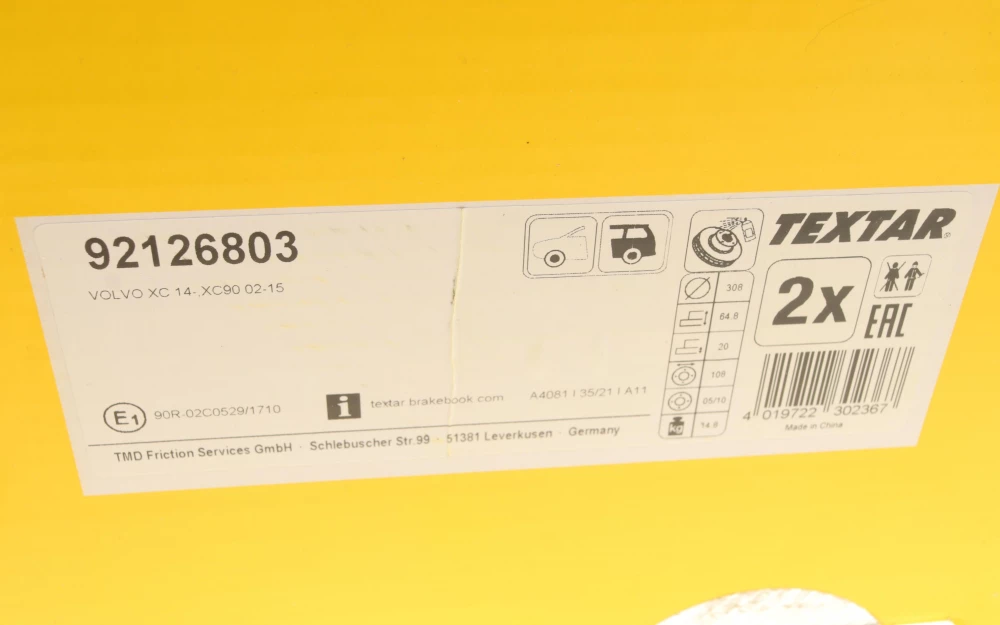 92126803
VOLVO XC 14-,XC90 02-15
E1
90R-02C0529/1710
i
textar.brakebook.com
A4081 I 35/21 I A11
TMD Friction Services GmbH · Schlebuscher Str.99 · 51381 Leverkusen · Germany
308
64.8
20
108
05/10
kg
14.8
TEXTAR®
2x
EAC
4 019722 302367
Made in China